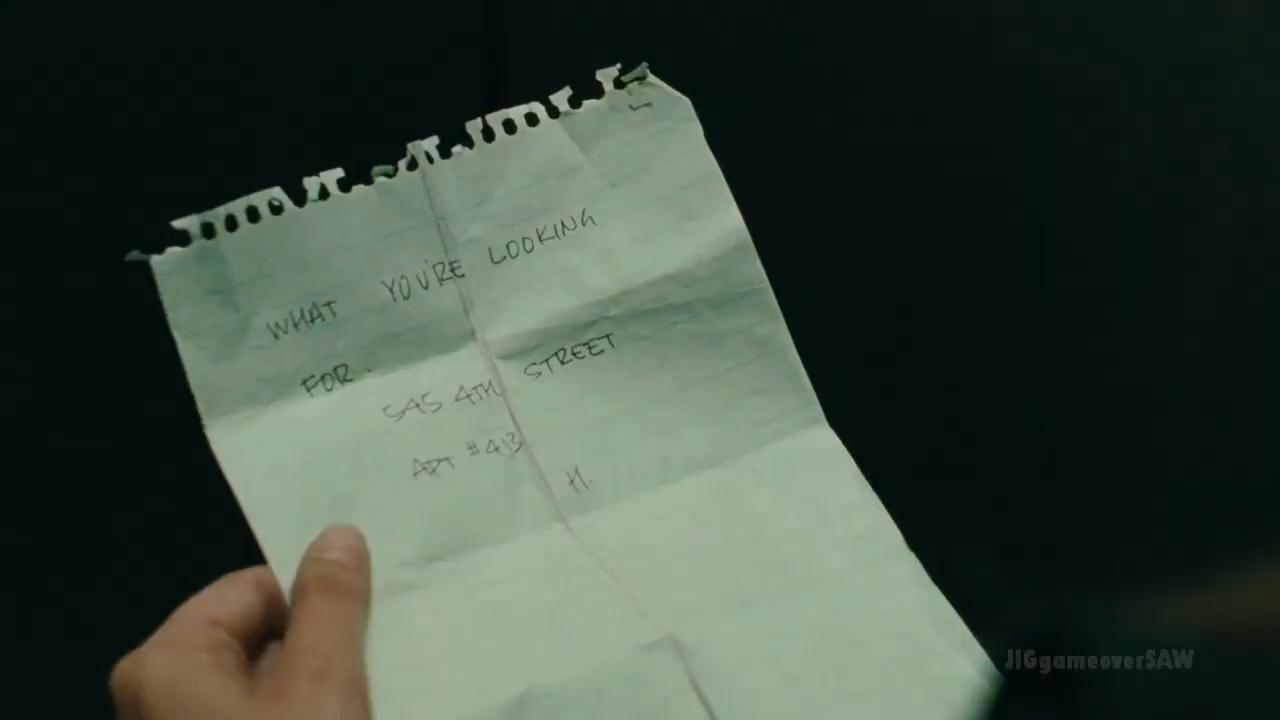 WHAT YOU'RE LOOKING
FOR..
545 4TH STREET
APT #413
H.
JIGgameoverSAW